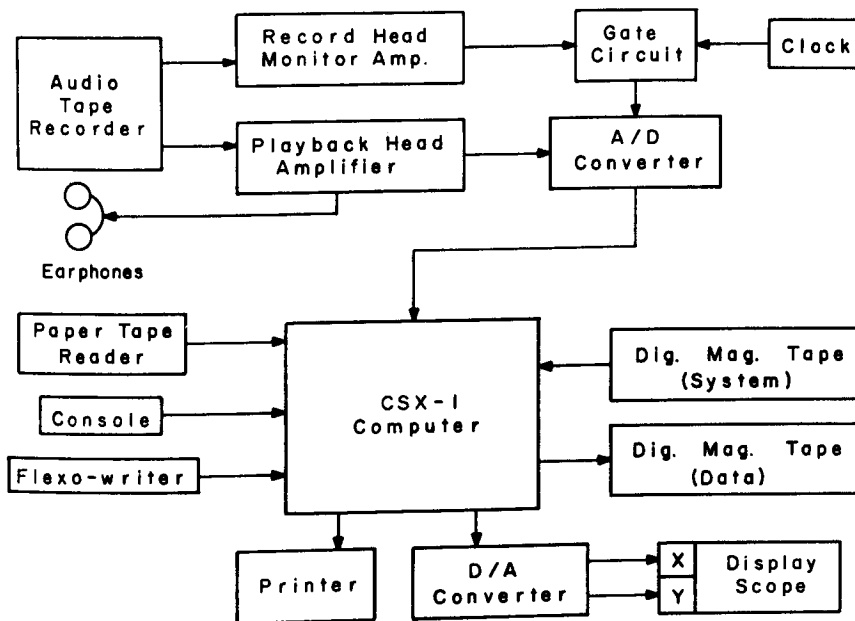 Audio
Tape
Recorder
Record Head
Monitor Amp.
Gate
Circuit
Clock
Playback Head
Amplifier
A/D
Converter
Earphones
Paper Tape
Reader
Console
Flexo-writer
CSX-1
Computer
Dig. Mag. Tape
(System)
Dig. Mag. Tape
(Data)
Printer
D/A
Converter
X
Y
Display
Scope